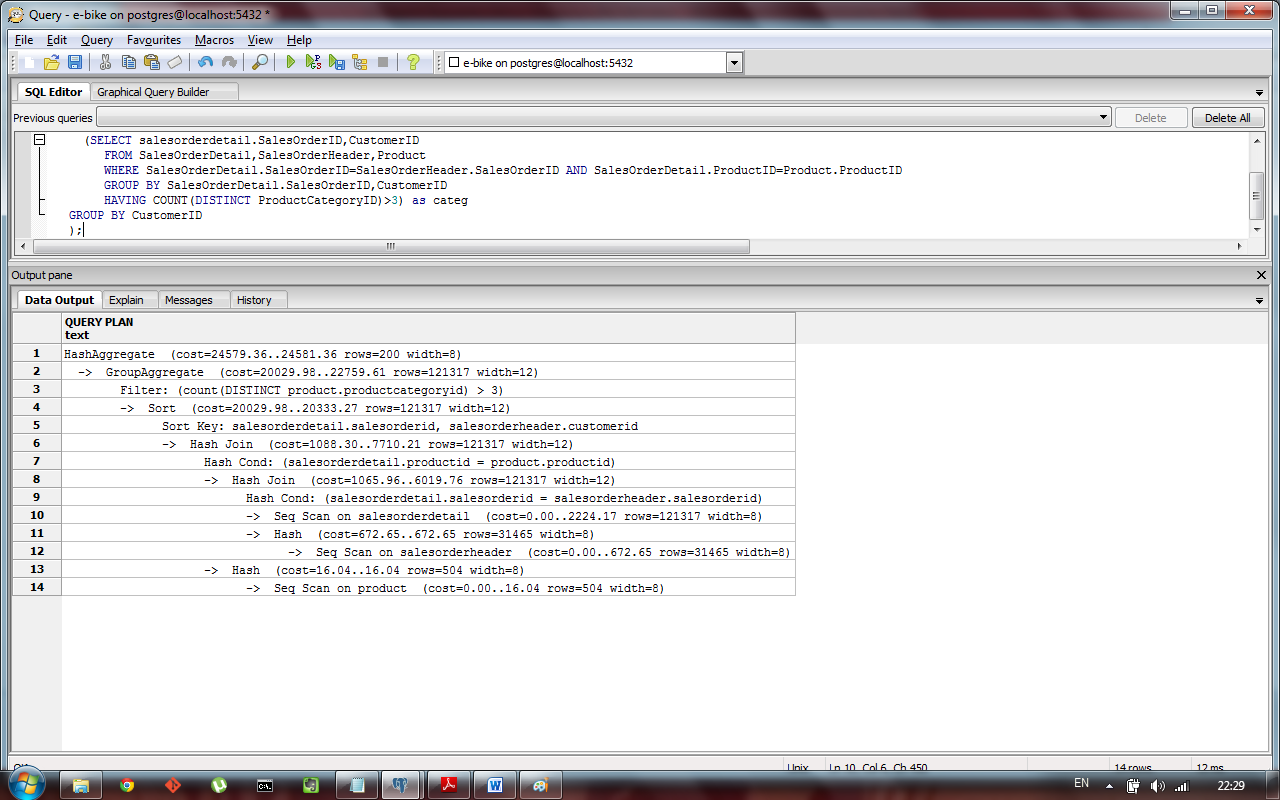 Query - e-bike on postgres@localhost:5432 *
File Edit Query Favourites Macros View Help
e-bike on postgres@localhost:5432
SQL Editor Graphical Query Builder
Previous queries Delete Delete All
(SELECT salesorderdetail.SalesOrderID,CustomerID
FROM SalesOrderDetail,SalesOrderHeader,Product
WHERE SalesOrderDetail.SalesOrderID=SalesOrderHeader.SalesOrderID AND SalesOrderDetail.ProductID=Product.ProductID
GROUP BY SalesOrderDetail.SalesOrderID,CustomerID
HAVING COUNT(DISTINCT ProductCategoryID)>3) as categ
GROUP BY CustomerID
);
Output pane
Data Output Explain Messages History
QUERY PLAN
text
1 HashAggregate (cost=24579.36..24581.36 rows=200 width=8)
2 -> GroupAggregate (cost=20029.98..22759.61 rows=121317 width=12)
3 Filter: (count(DISTINCT product.productcategoryid) > 3)
4 -> Sort (cost=20029.98..20333.27 rows=121317 width=12)
5 Sort Key: salesorderdetail.salesorderid, salesorderheader.customerid
6 -> Hash Join (cost=1088.30..7710.21 rows=121317 width=12)
7 Hash Cond: (salesorderdetail.productid = product.productid)
8 -> Hash Join (cost=1065.96..6019.76 rows=121317 width=12)
9 Hash Cond: (salesorderdetail.salesorderid = salesorderheader.salesorderid)
10 -> Seq Scan on salesorderdetail (cost=0.00..2224.17 rows=121317 width=8)
11 -> Hash (cost=672.65..672.65 rows=31465 width=8)
12 -> Seq Scan on salesorderheader (cost=0.00..672.65 rows=31465 width=8)
13 -> Hash (cost=16.04..16.04 rows=504 width=8)
14 -> Seq Scan on product (cost=0.00..16.04 rows=504 width=8)
Unix Ln 10, Col 6, Ch 450 14 rows 12 ms
EN 22:29